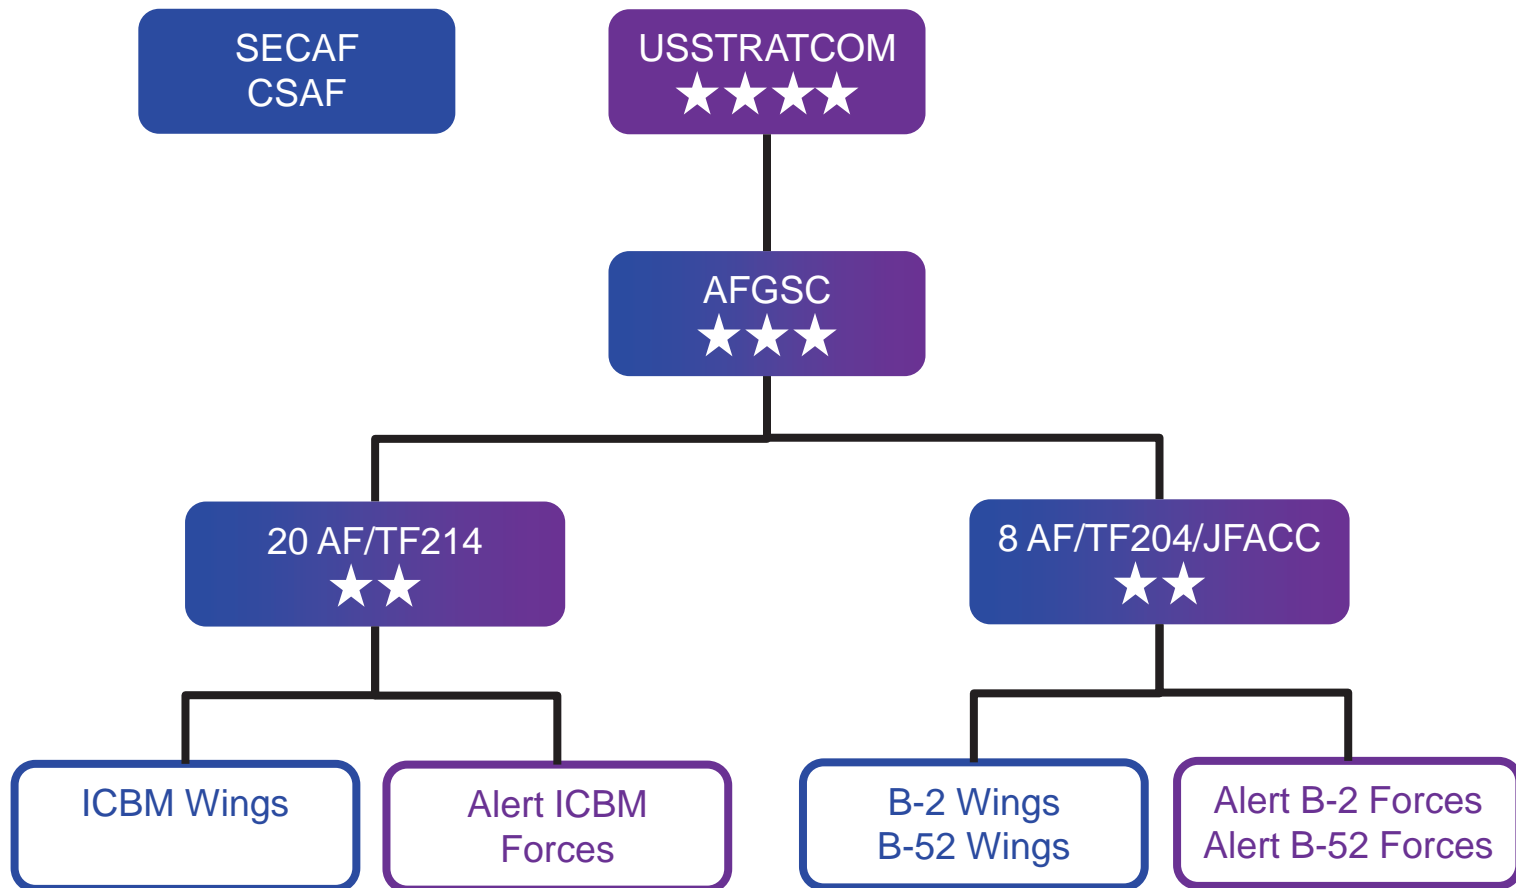 SECAF
CSAF
USSTRATCOM
AFGSC
20 AF/TF214
8 AF/TF204/JFACC
ICBM Wings
Alert ICBM
Forces
B-2 Wings
B-52 Wings
Alert B-2 Forces
Alert B-52 Forces